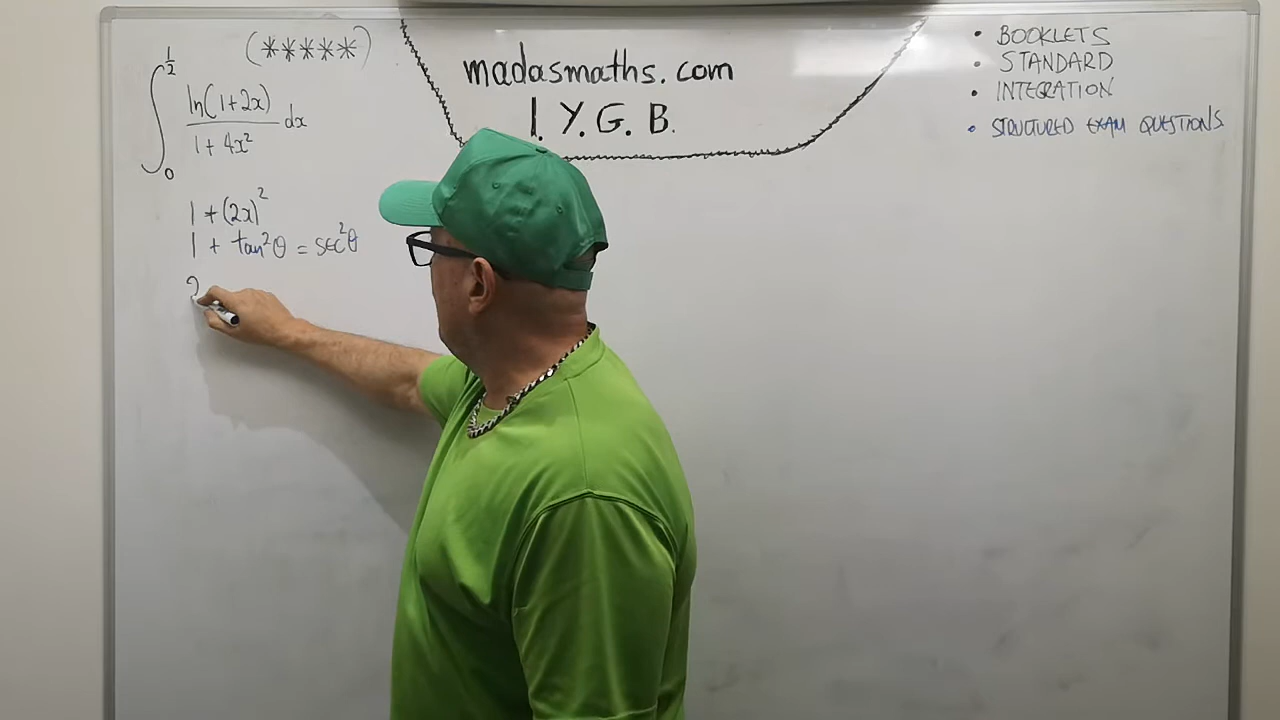 (*****)
∫₀^½ ln(1+2x) / 1+4x² dx
1+(2x)²
1 + tan²θ = sec²θ
2
madasmaths.com
I.Y.G.B.
• BOOKLETS
• STANDARD
• INTEGRATION
• STRUCTURED EXAM QUESTIONS